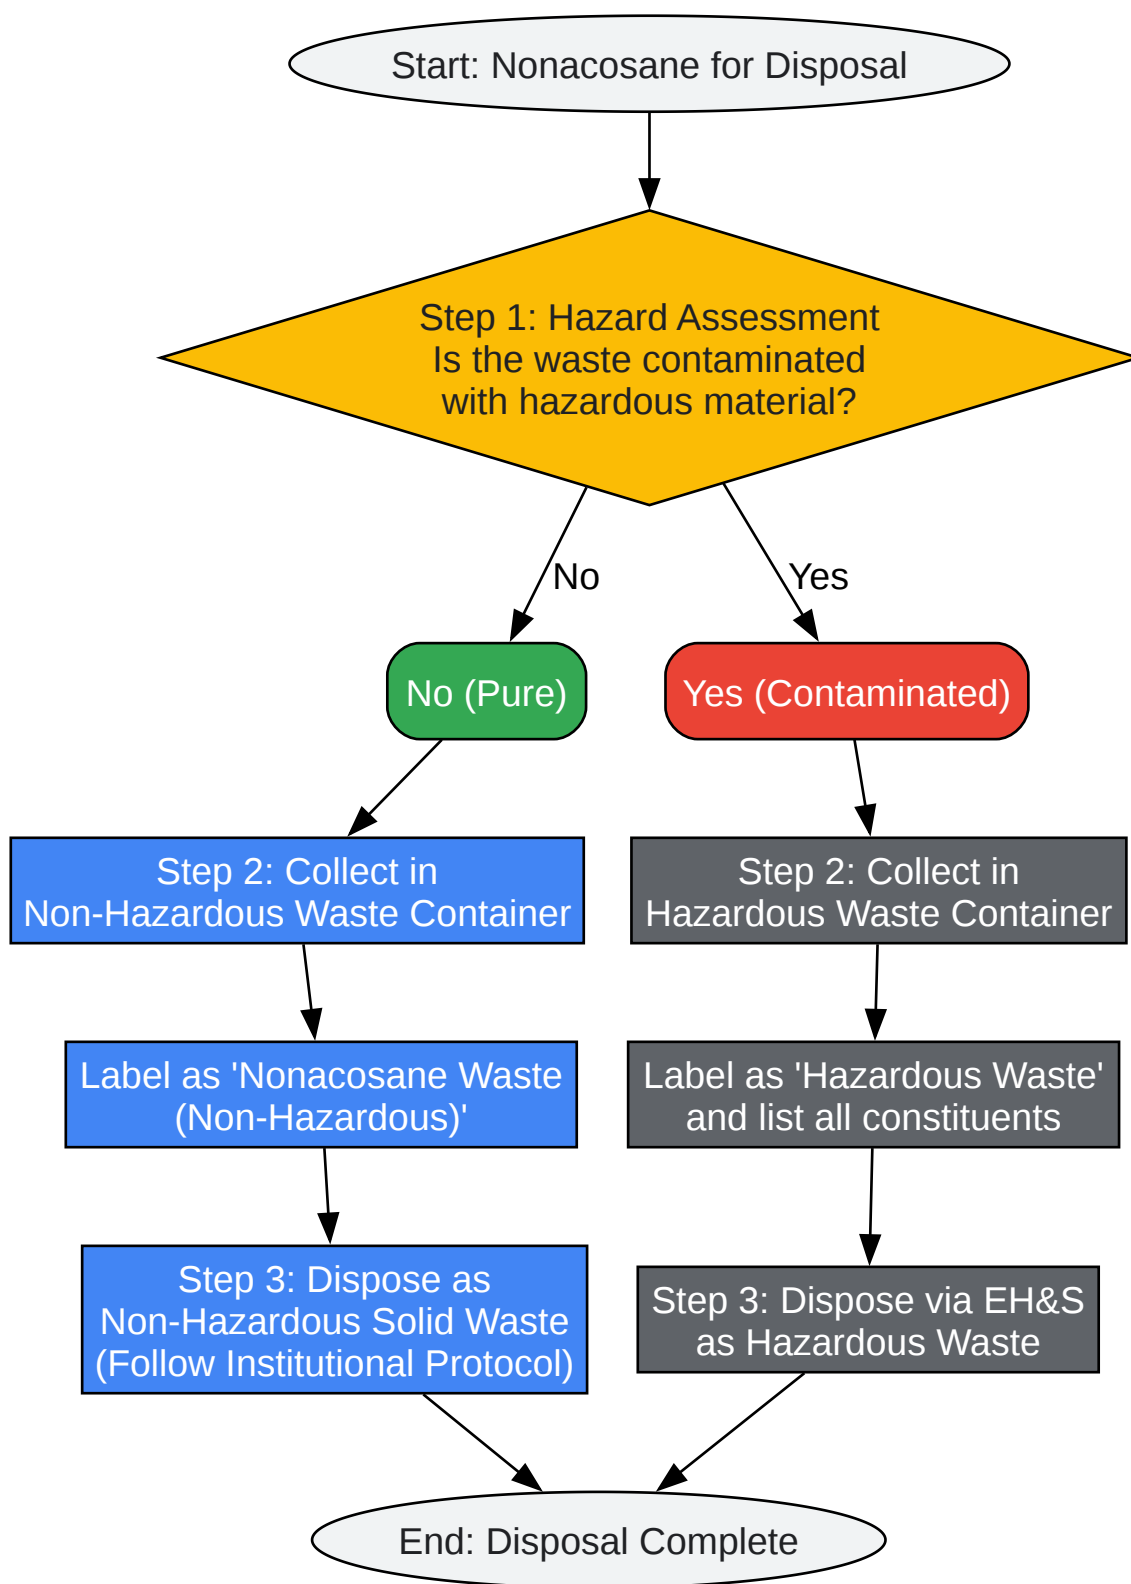 Start: Nonacosane for Disposal
Step 1: Hazard Assessment
Is the waste contaminated
with hazardous material?
No
Yes
No (Pure)
Yes (Contaminated)
Step 2: Collect in
Non-Hazardous Waste Container
Step 2: Collect in
Hazardous Waste Container
Label as 'Nonacosane Waste
(Non-Hazardous)'
Label as 'Hazardous Waste'
and list all constituents
Step 3: Dispose as
Non-Hazardous Solid Waste
(Follow Institutional Protocol)
Step 3: Dispose via EH&S
as Hazardous Waste
End: Disposal Complete